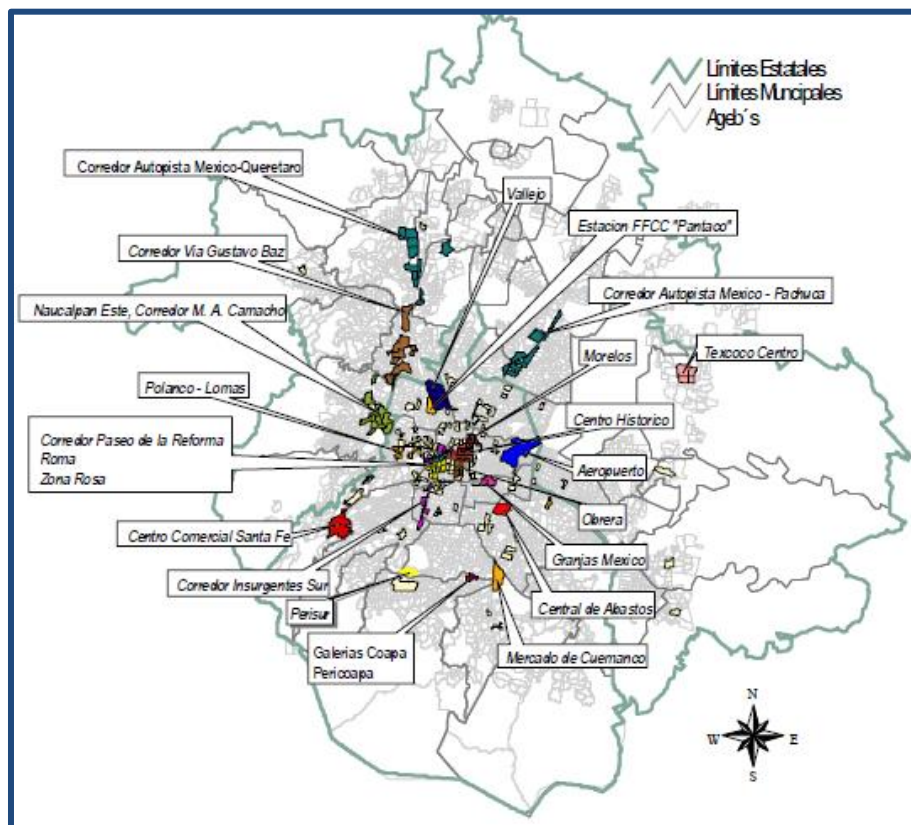 Límites Estatales
Límites Muncipales
Ageb´s
Corredor Autopista Mexico-Queretaro
Vallejo
Estacion FFCC "Pantaco"
Corredor Via Gustavo Baz
Corredor Autopista Mexico - Pachuca
Naucalpan Este, Corredor M. A. Camacho
Morelos
Texcoco Centro
Polanco - Lomas
Centro Historico
Corredor Paseo de la Reforma
Roma
Zona Rosa
Aeropuerto
Obrera
Centro Comercial Santa Fe
Granjas Mexico
Corredor Insurgentes Sur
Central de Abastos
Perisur
Galerias Coapa
Pericoapa
Mercado de Cuemanco
N
W
E
S